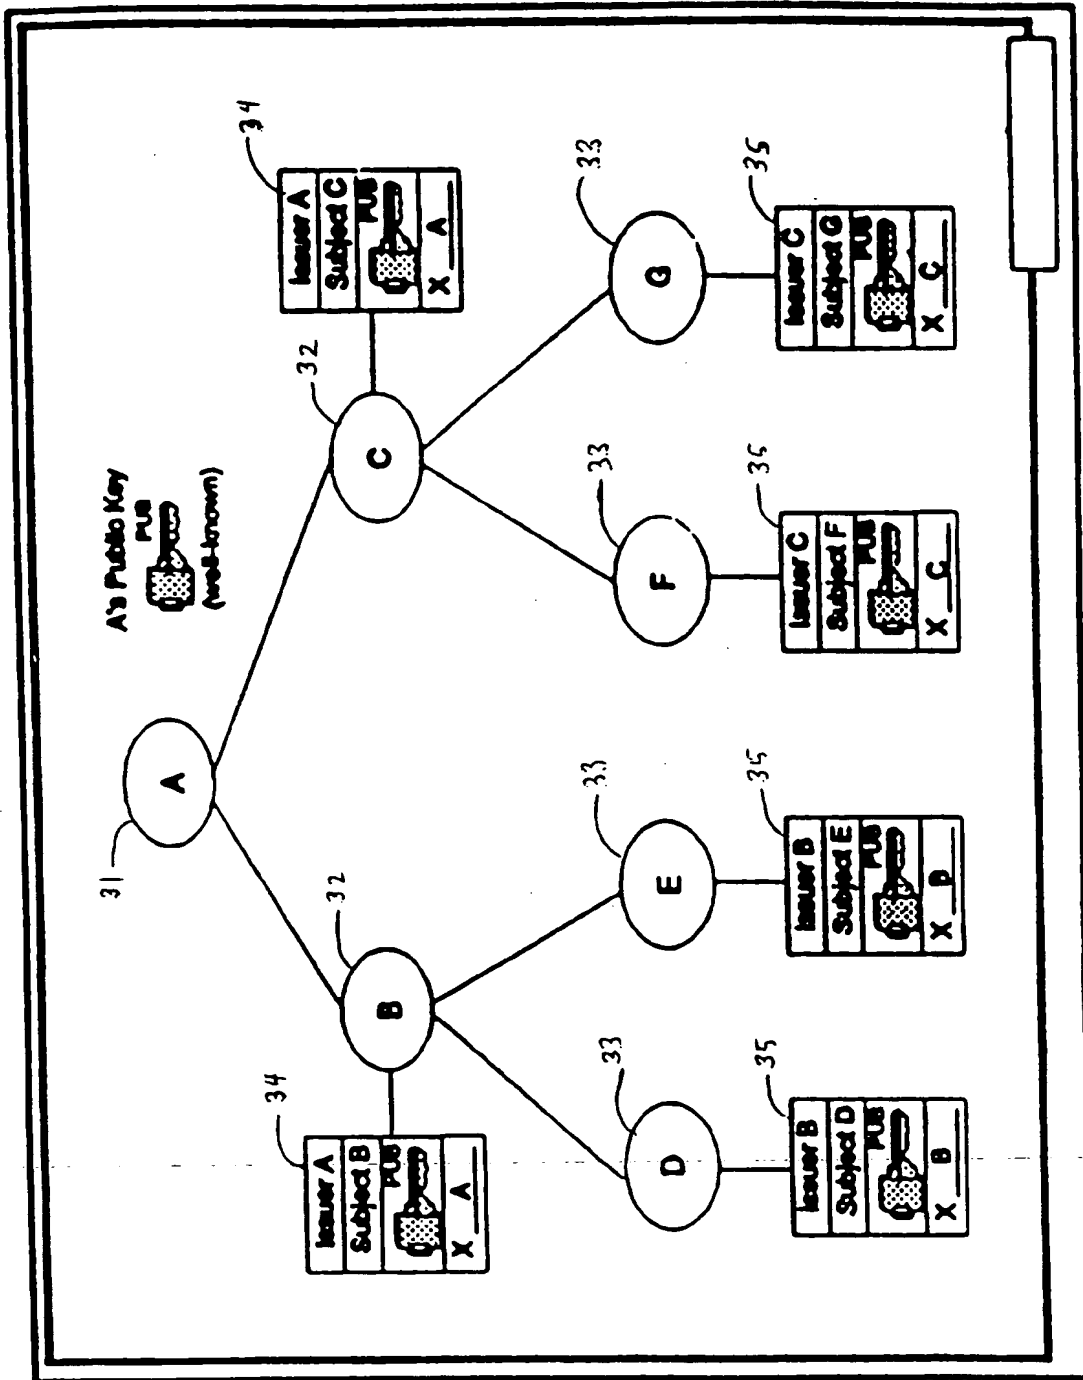 A's Public Key
PUB
(well-known)
31
A
32
B
32
C
34
Issuer A
Subject B
PUB
X A
34
Issuer A
Subject C
PUB
X A
33
D
33
E
33
F
33
G
35
Issuer B
Subject D
PUB
X B
35
Issuer B
Subject E
PUB
X B
35
Issuer C
Subject F
PUB
X C
35
Issuer C
Subject G
PUB
X C